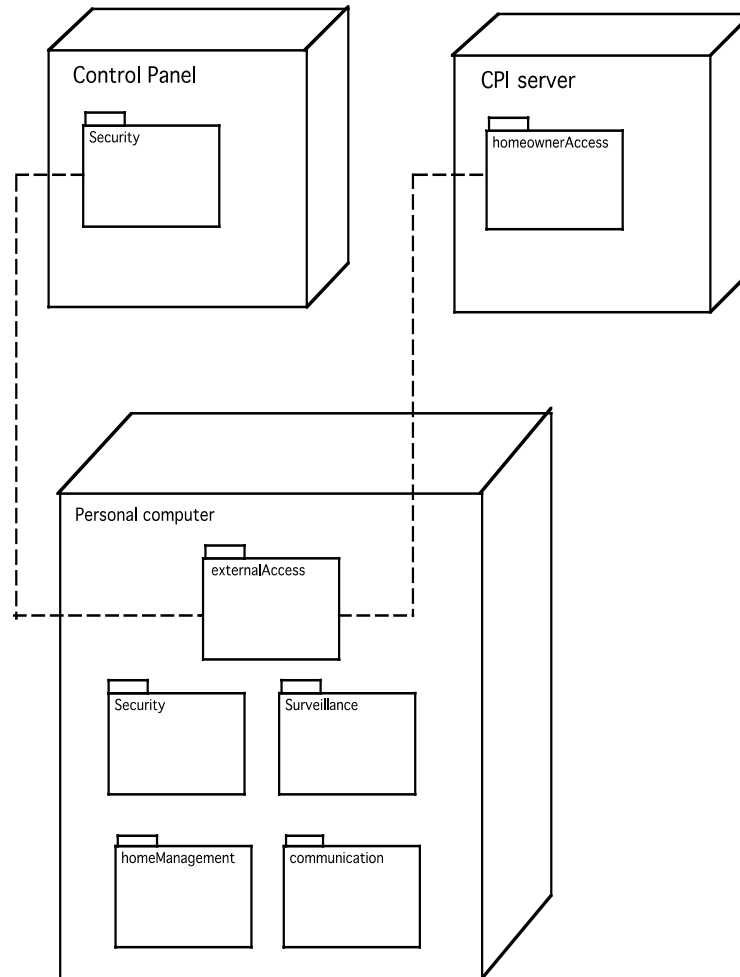 Control Panel
CPI server
Security
homeownerAccess
Personal computer
externalAccess
Security
Surveillance
homeManagement
communication